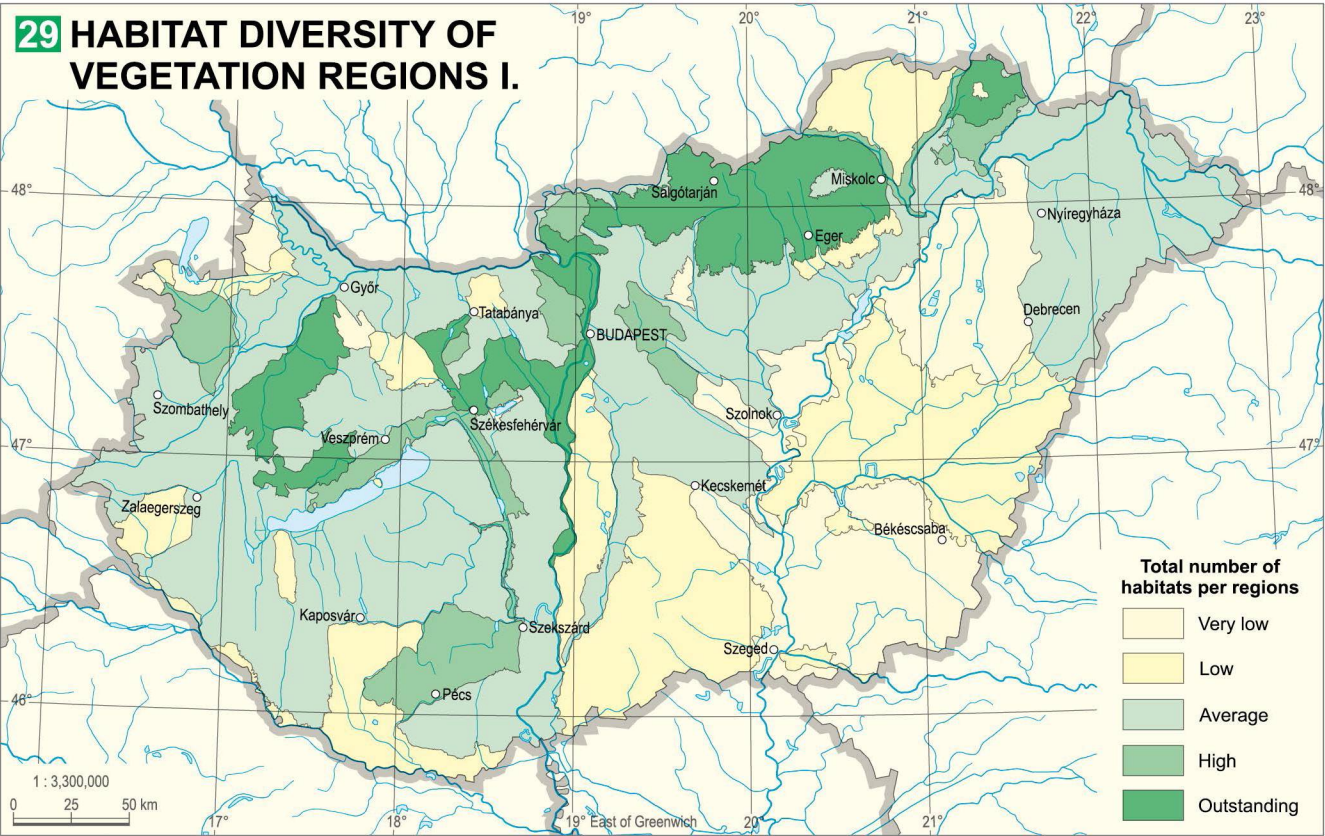 29 HABITAT DIVERSITY OF
VEGETATION REGIONS I.
19°
20°
21°
22°
23°
48°
48°
Salgótarján
Miskolc
Nyíregyháza
Eger
Győr
Tatabánya
Debrecen
BUDAPEST
Szombathely
Székesfehérvár
Szolnok
Veszprém
47°
47°
Kecskemét
Zalaegerszeg
Békéscsaba
Kaposvár
Szekszárd
Szeged
Pécs
46°
Total number of
habitats per regions
Very low
Low
Average
High
Outstanding
1 : 3,300,000
0 25 50 km
17°
18°
19° East of Greenwich
20°
21°